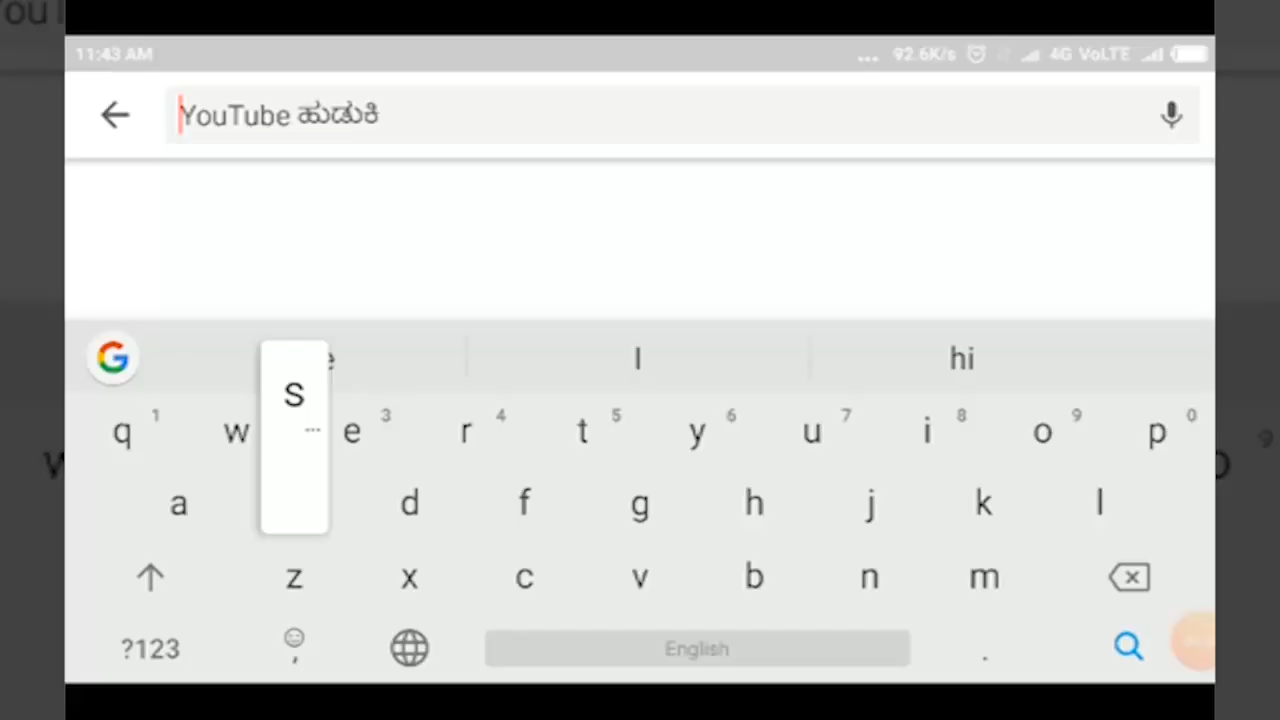 11:43 AM
... 92.6K/s 4G VoLTE
YouTube ಹುಡುಕಿ
I hi
q 1 w e 3 r 4 t 5 y 6 u 7 i 8 o 9 p 0
S
a d f g h j k l
z x c v b n m
?123 , English .